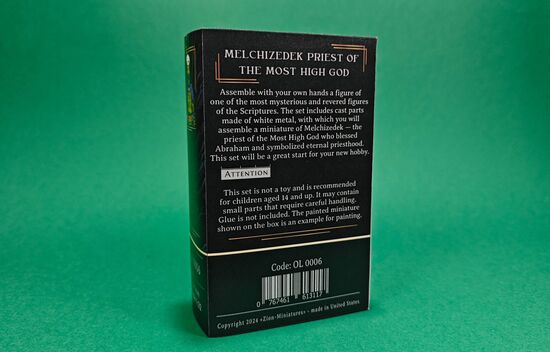 MELCHIZEDEK PRIEST OF
THE MOST HIGH GOD
Assemble with your own hands a figure of
one of the most mysterious and revered figures
of the Scriptures. The set includes cast parts
made of white metal, with which you will
assemble a miniature of Melchizedek — the
priest of the Most High God who blessed
Abraham and symbolized eternal priesthood.
This set will be a great start for your new hobby.
ATTENTION
This set is not a toy and is recommended
for children aged 14 and up. It may contain
small parts that require careful handling.
Glue is not included. The painted miniature
shown on the box is an example for painting.
Code: OL 0006
0 767461 613117
Copyright 2024 «Zion-Miniatures» - made in United States